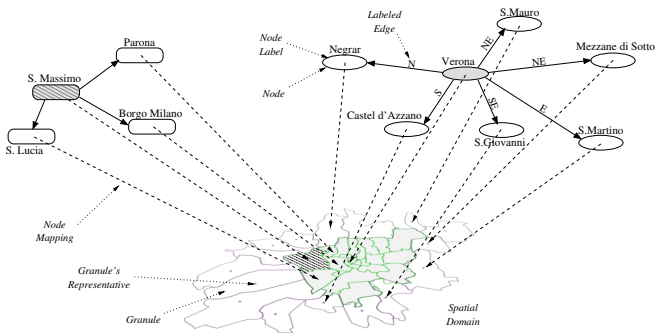 S.Mauro
Labeled
Edge
Node
Label
Parona
Negrar
Verona
Mezzane di Sotto
NE
NE
N
S. Massimo
Node
S
SE
E
Borgo Milano
Castel d'Azzano
S.Giovanni
S.Martino
S. Lucia
Node
Mapping
Granule's
Representative
Granule
Spatial
Domain